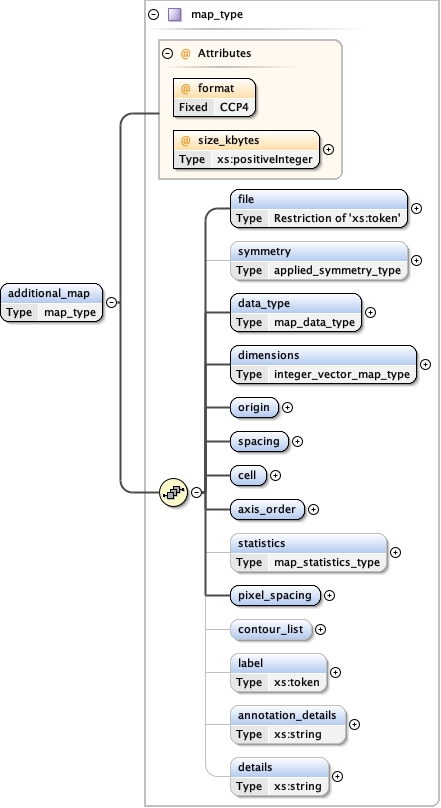 map_type
@ Attributes
@ format
Fixed CCP4
@ size_kbytes
Type xs:positiveInteger
file
Type Restriction of 'xs:token'
symmetry
Type applied_symmetry_type
additional_map
Type map_type
data_type
Type map_data_type
dimensions
Type integer_vector_map_type
origin
spacing
cell
axis_order
statistics
Type map_statistics_type
pixel_spacing
contour_list
label
Type xs:token
annotation_details
Type xs:string
details
Type xs:string